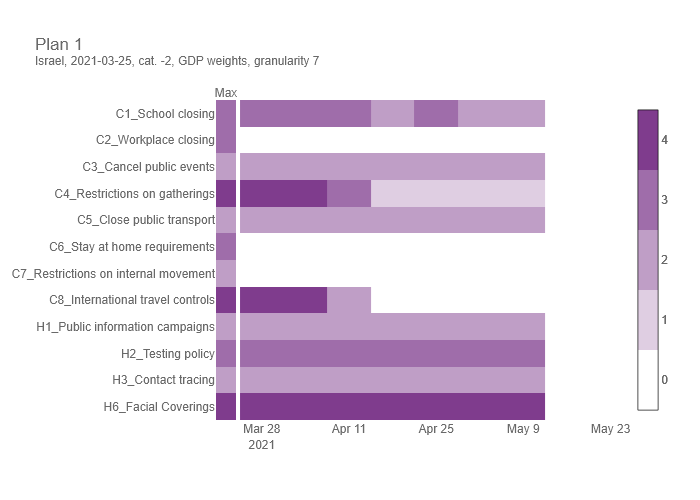 Plan 1
Israel, 2021-03-25, cat. -2, GDP weights, granularity 7
Max
C1_School closing
C2_Workplace closing
C3_Cancel public events
C4_Restrictions on gatherings
C5_Close public transport
C6_Stay at home requirements
C7_Restrictions on internal movement
C8_International travel controls
H1_Public information campaigns
H2_Testing policy
H3_Contact tracing
H6_Facial Coverings
Mar 28 Apr 11 Apr 25 May 9 May 23
2021
4
3
2
1
0